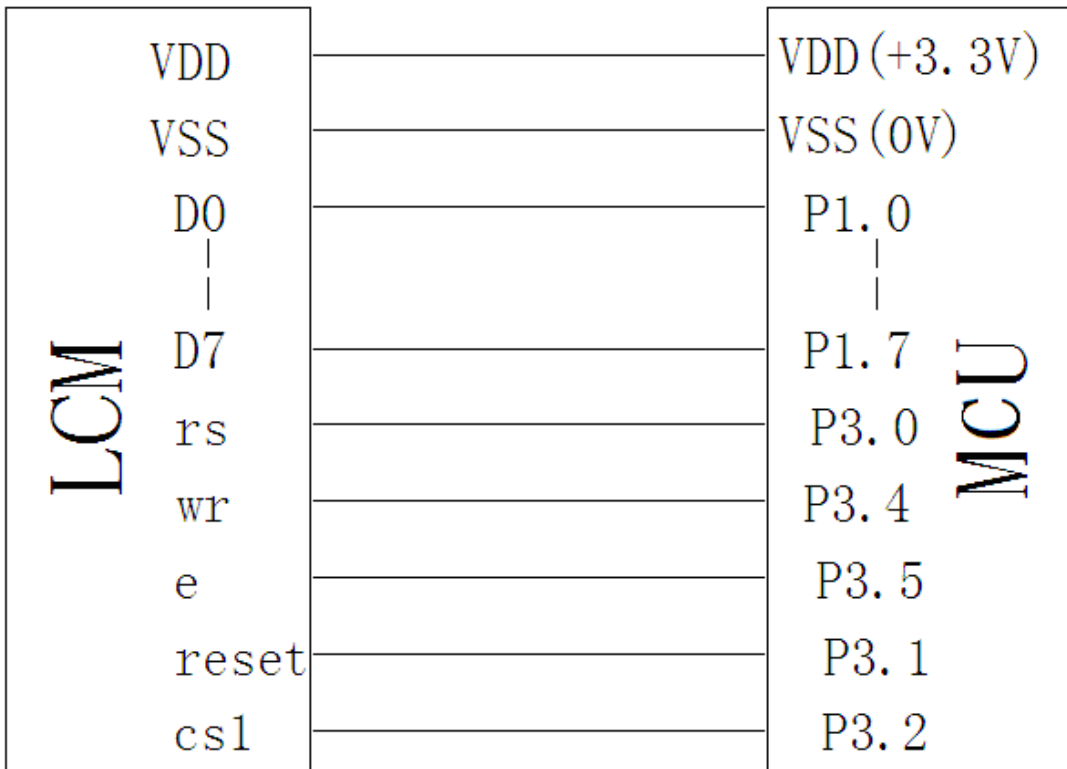 VDD VDD(+3.3V)
VSS VSS(0V)
D0 P1.0
D7 P1.7
LCM MCU
rs P3.0
wr P3.4
e P3.5
reset P3.1
cs1 P3.2